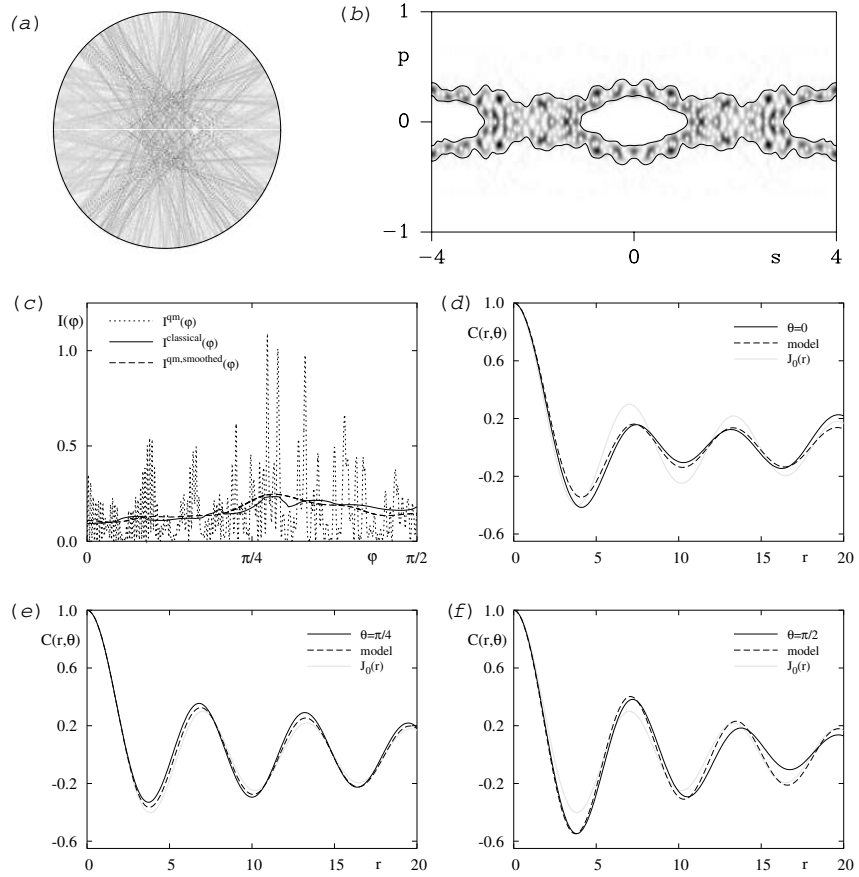 (a)
(b)
1
p
0
−1
−4
0
s
4
(c)
I(φ)
1.0
0.5
0.0
I^qm(φ)
I^classical(φ)
I^qm,smoothed(φ)
0
π/4
φ
π/2
(d)
1.0
C(r,θ)
0.6
0.2
-0.2
-0.6
θ=0
model
J₀(r)
0
5
10
15
r
20
(e)
1.0
C(r,θ)
0.6
0.2
-0.2
-0.6
θ=π/4
model
J₀(r)
0
5
10
15
r
20
(f)
1.0
C(r,θ)
0.6
0.2
-0.2
-0.6
θ=π/2
model
J₀(r)
0
5
10
15
r
20